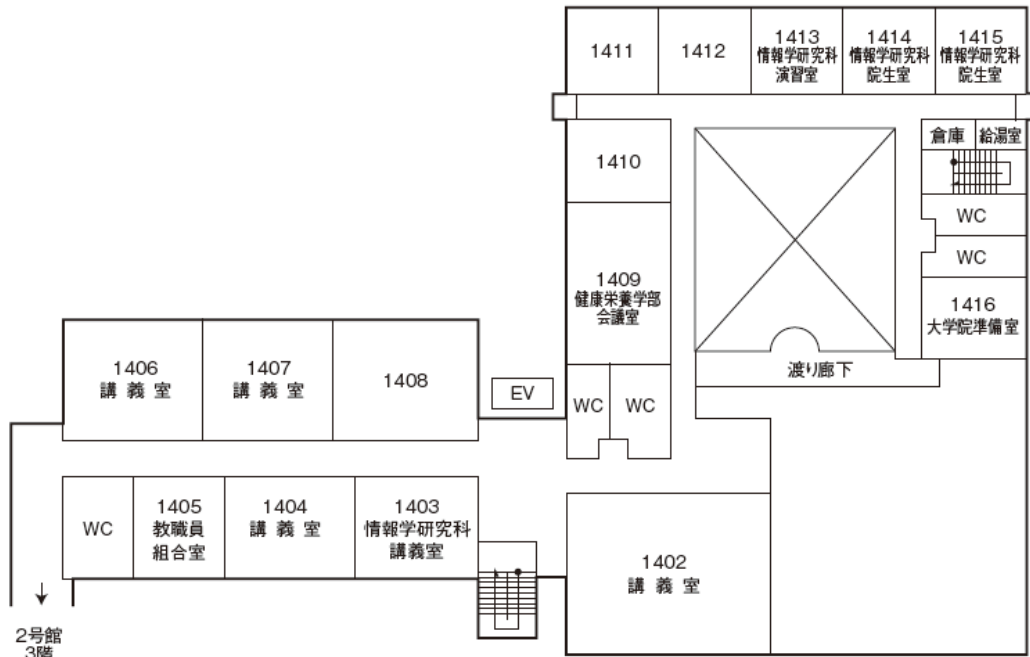 1411
1412
1413
情報学研究科
演習室
1414
情報学研究科
院生室
1415
情報学研究科
院生室
倉庫
給湯室
1410
WC
WC
1409
健康栄養学部
会議室
1416
大学院準備室
1406
講義室
1407
講義室
1408
EV
WC
WC
渡り廊下
WC
1405
教職員
組合室
1404
講義室
1403
情報学研究科
講義室
1402
講義室
2号館
3階